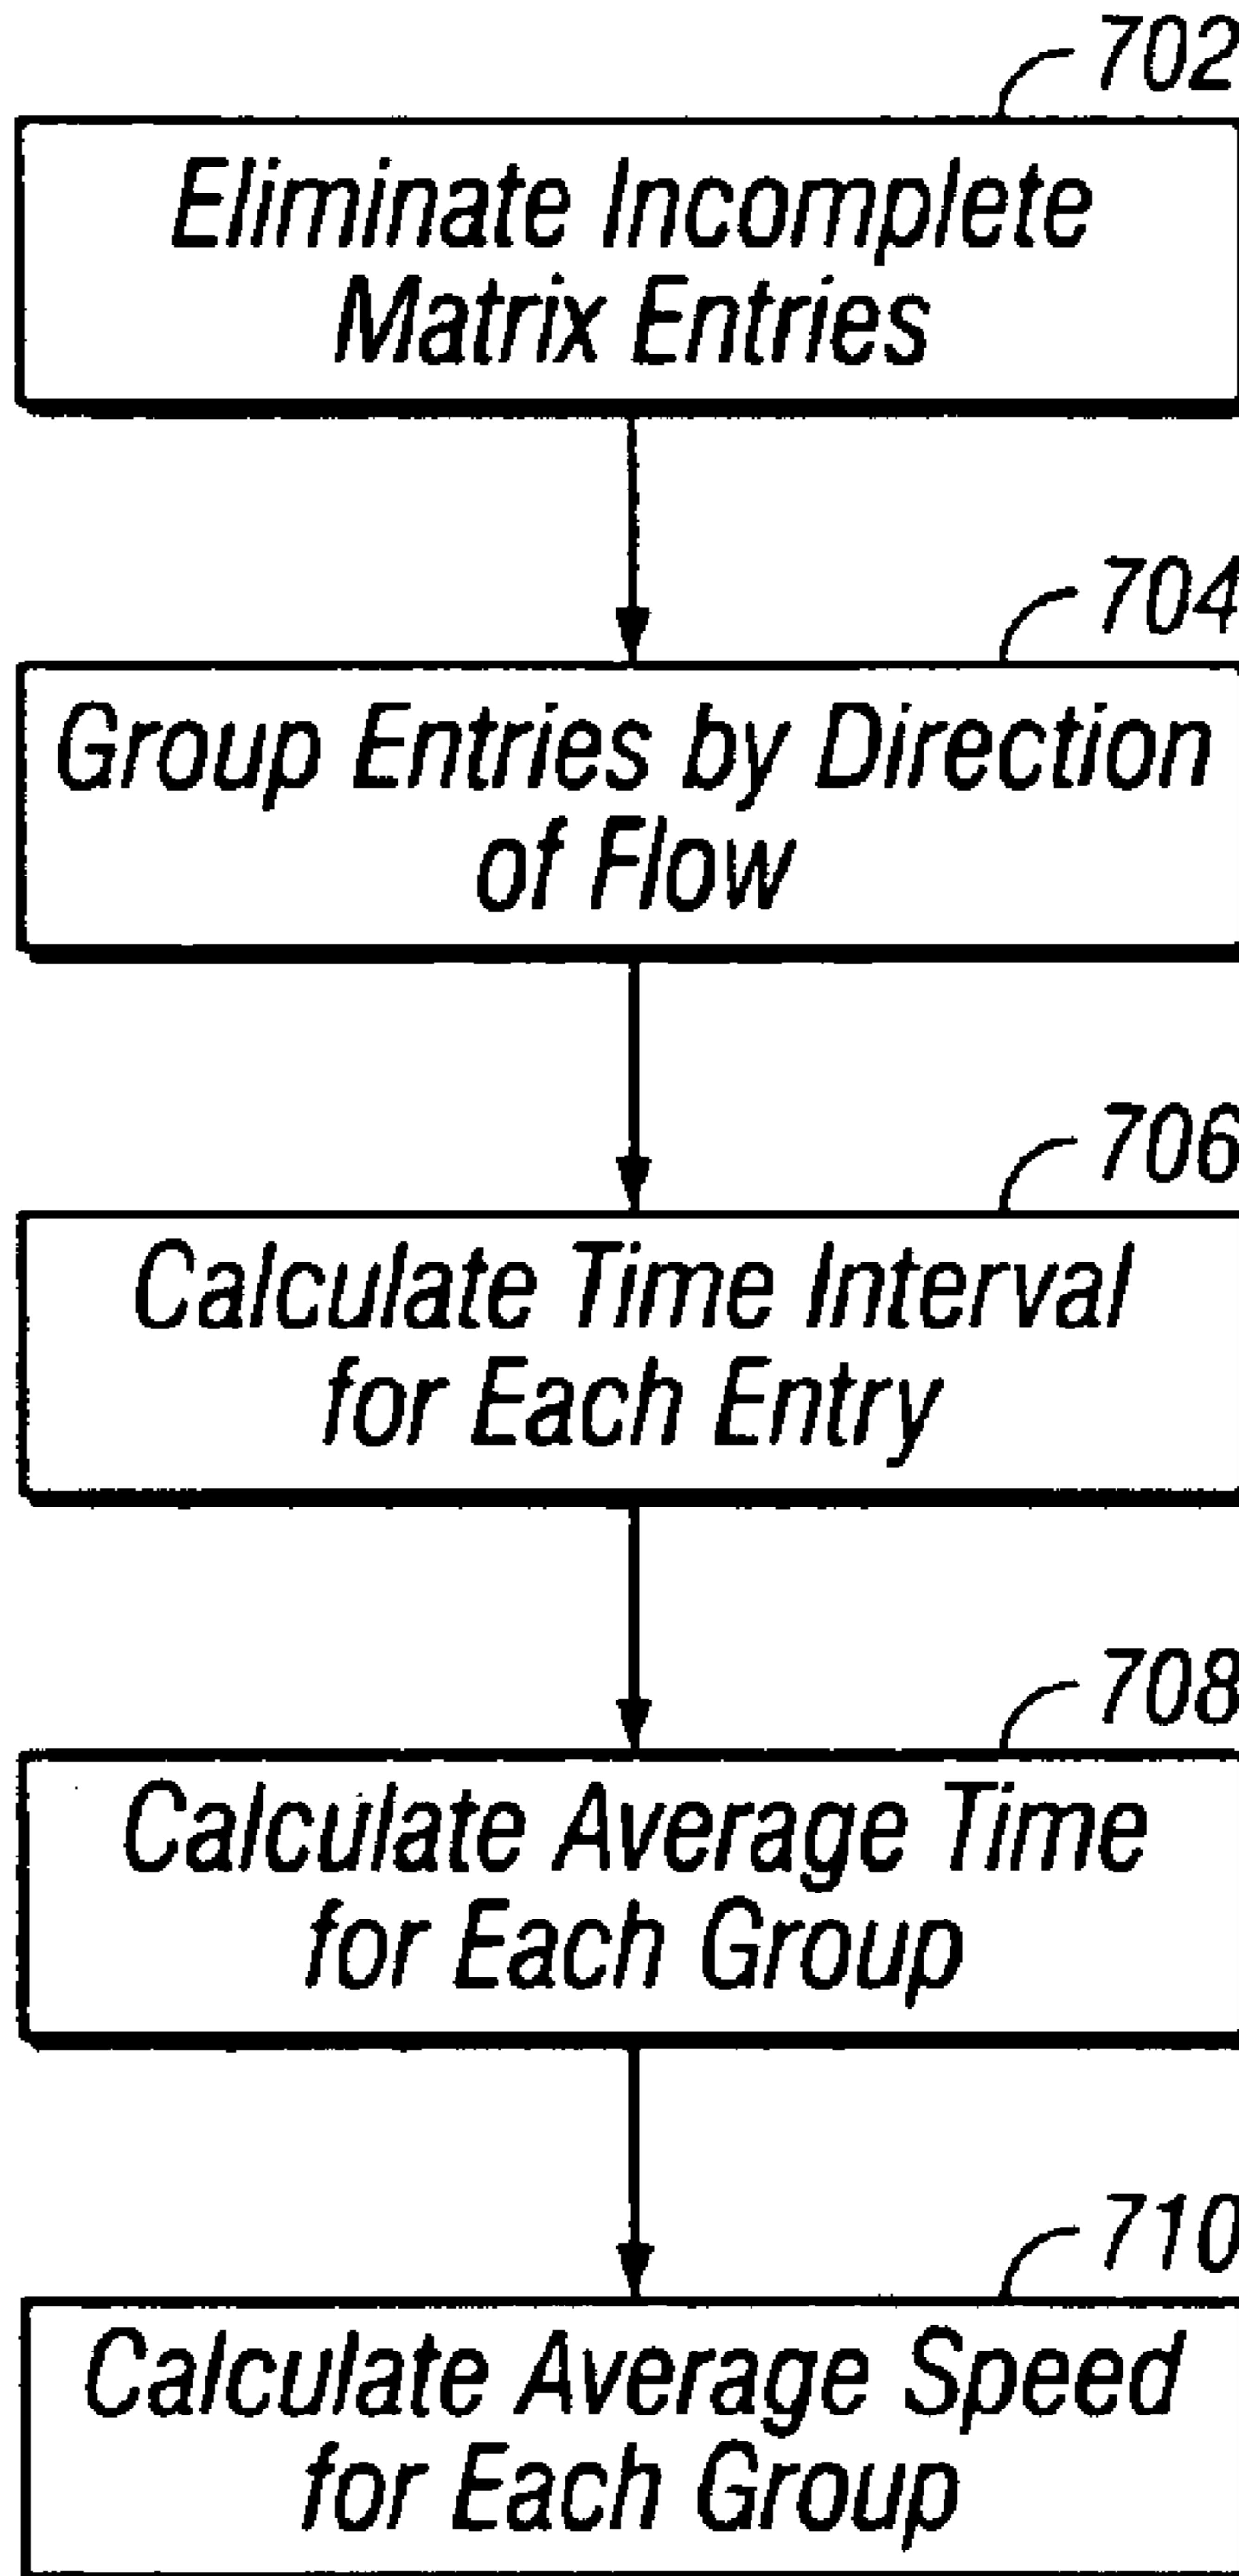 702
Eliminate Incomplete
Matrix Entries
704
Group Entries by Direction
of Flow
706
Calculate Time Interval
for Each Entry
708
Calculate Average Time
for Each Group
710
Calculate Average Speed
for Each Group